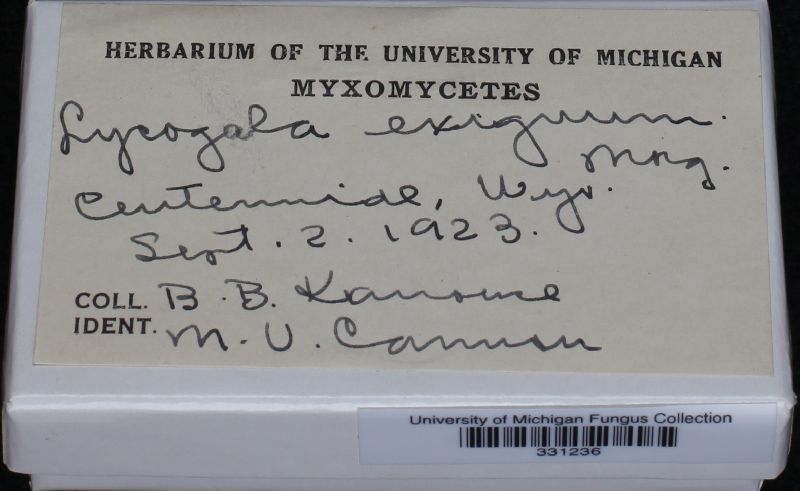 HERBARIUM OF THE UNIVERSITY OF MICHIGAN
MYXOMYCETES
Lycogala exiguum.
Morg.
Centennial, Wyo.
Sept. 2. 1923.
COLL. B. B. Kanouse
IDENT. M. V. Cannon
University of Michigan Fungus Collection
331236